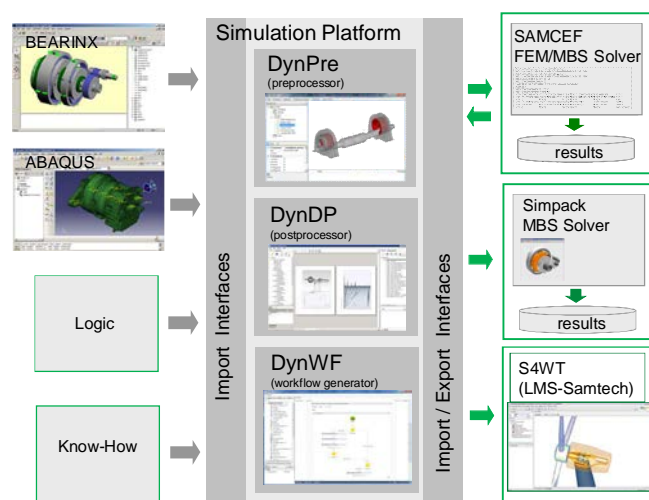 BEARINX
ABAQUS
Logic
Know-How
Import Interfaces
Simulation Platform
DynPre
(preprocessor)
DynDP
(postprocessor)
DynWF
(workflow generator)
Import / Export Interfaces
SAMCEF
FEM/MBS Solver
results
Simpack
MBS Solver
results
S4WT
(LMS-Samtech)